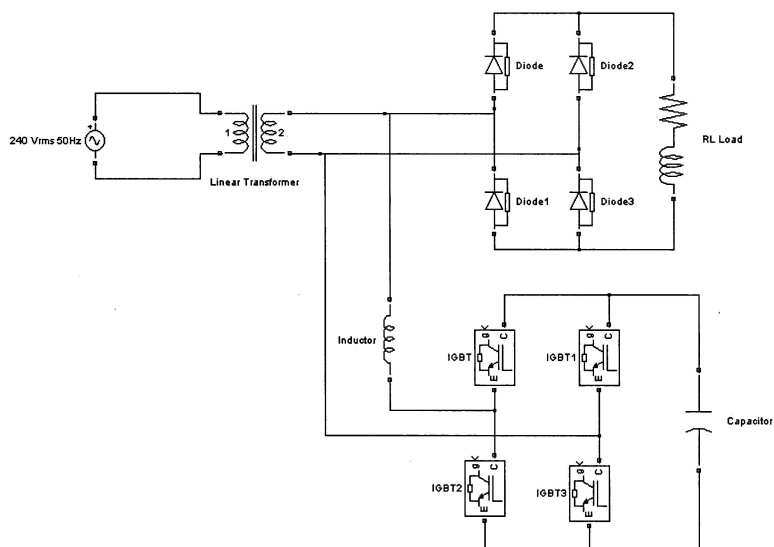 Diode
Diode2
240 Vrms 50Hz
+
1
2
Linear Transformer
RL Load
Diode1
Diode3
Inductor
g
C
E
IGBT
g
C
E
IGBT1
Capacitor
g
C
E
IGBT2
g
C
E
IGBT3